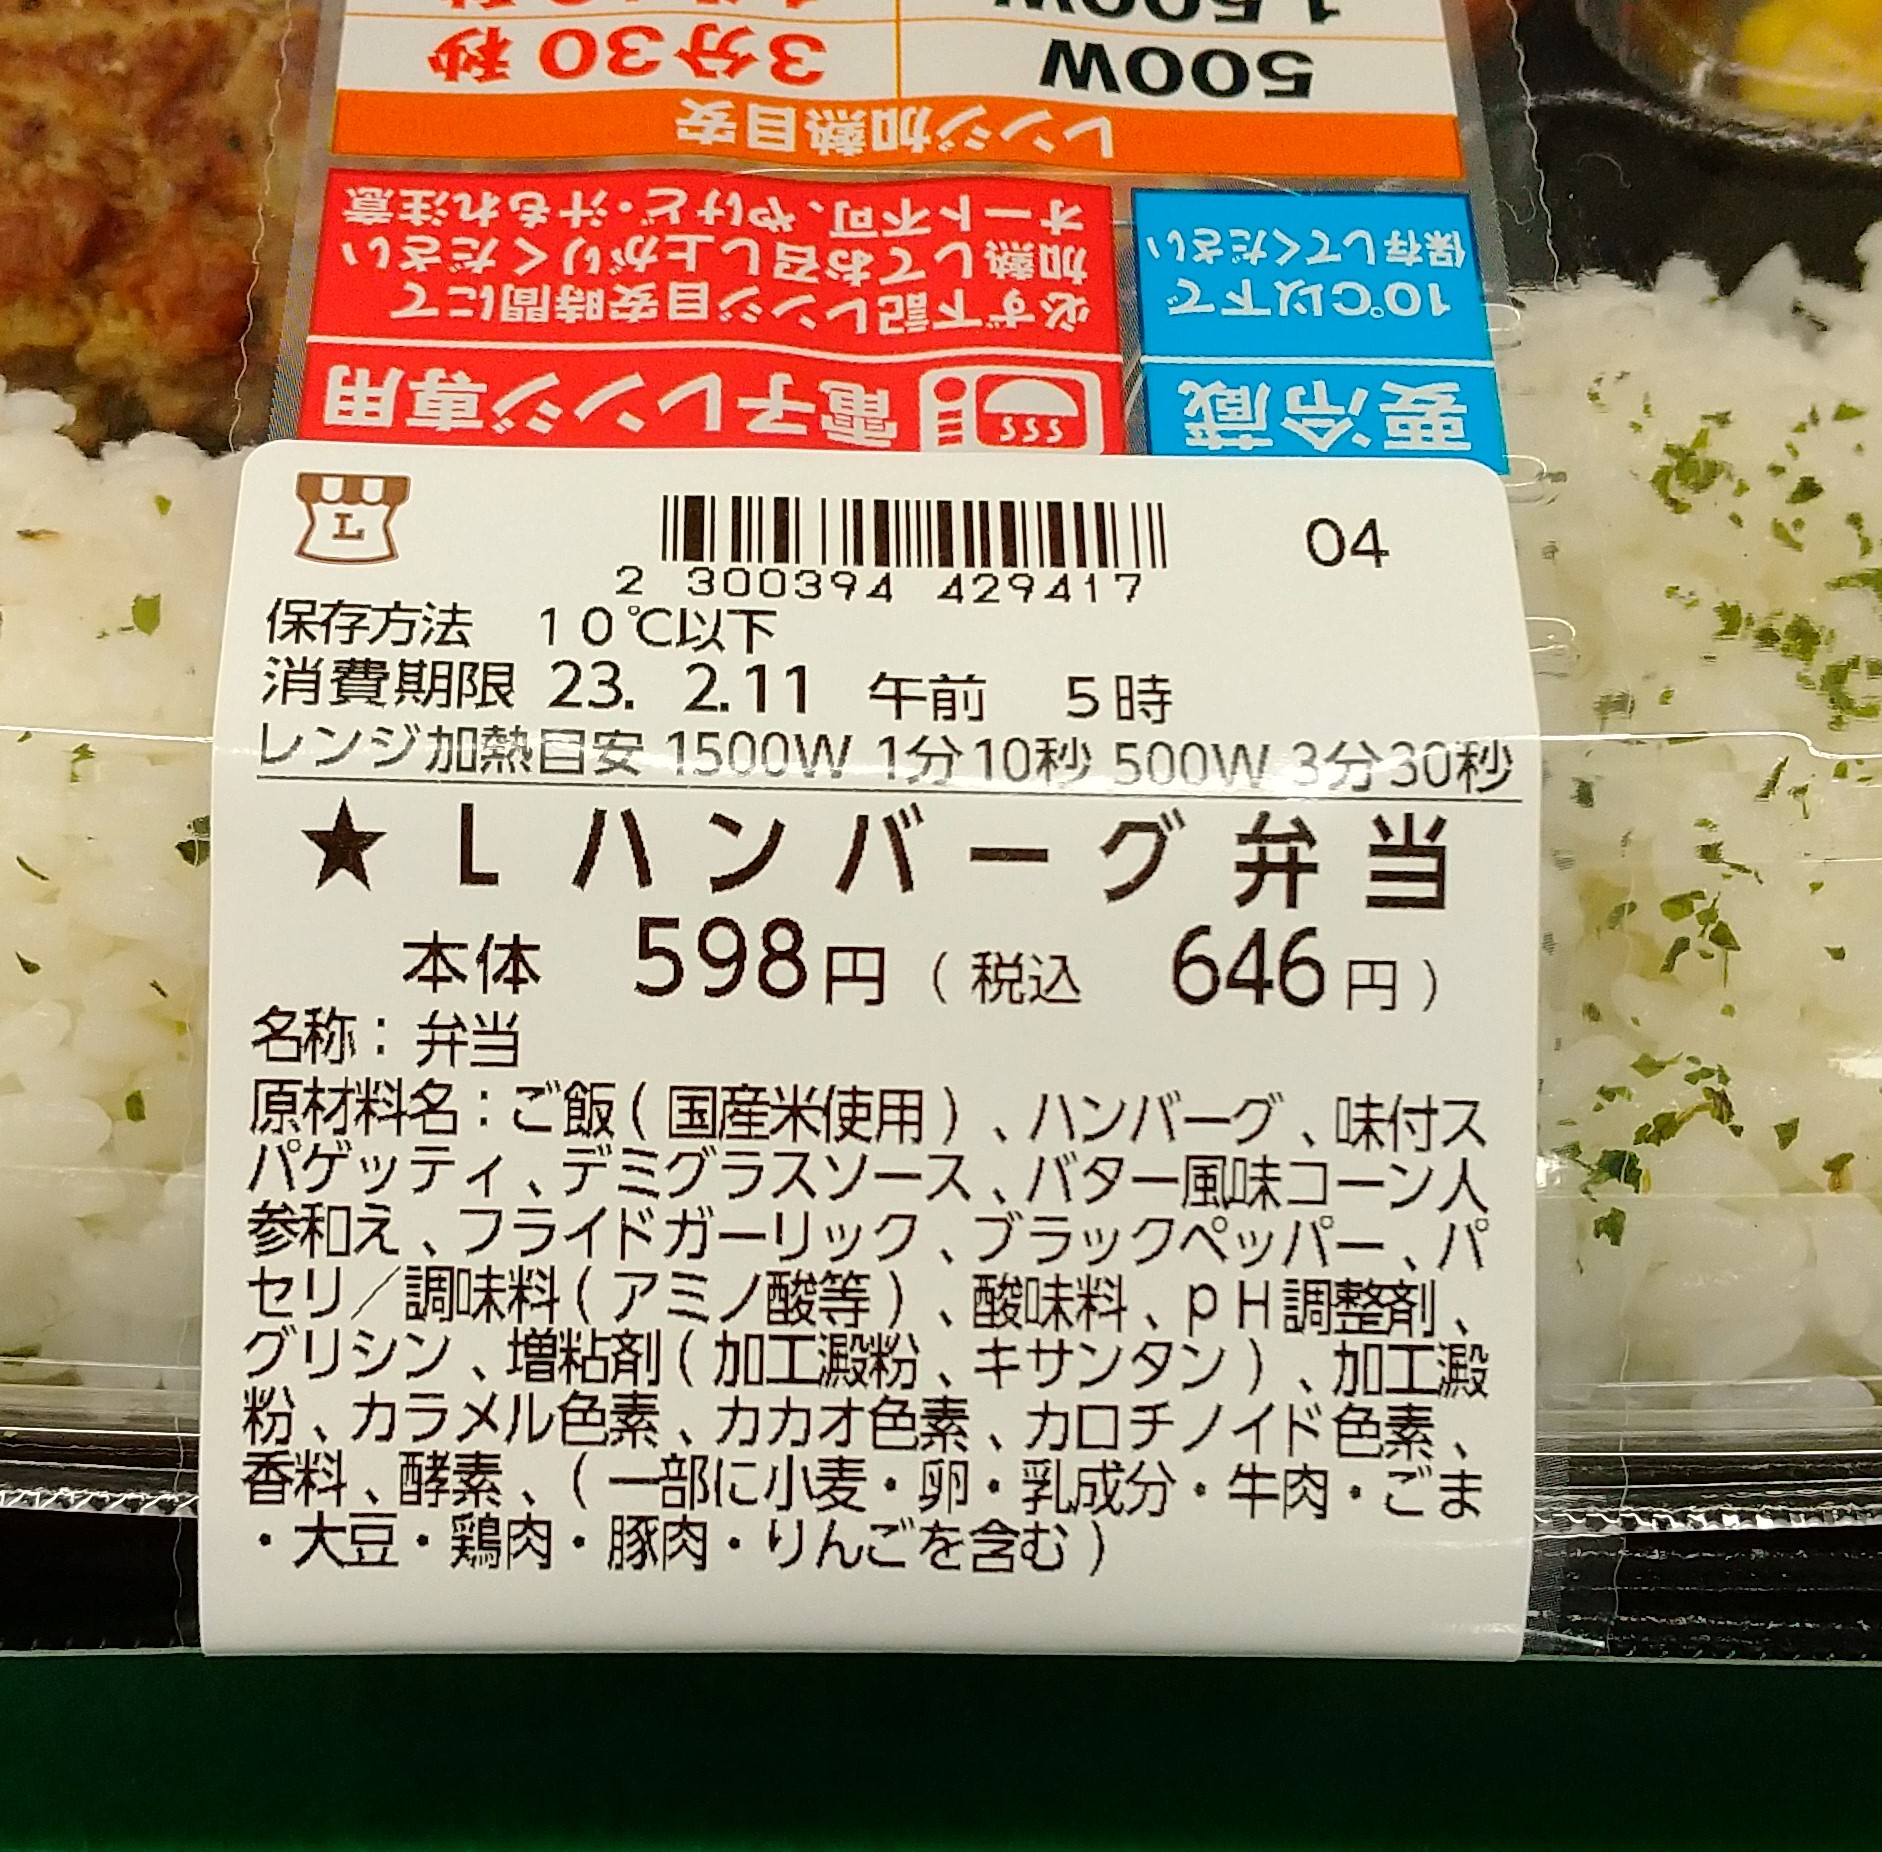 1,500W
500W 3分30秒
レンジ加熱目安
要冷蔵
10℃以下で
保存してください
電子レンジ専用
必ず下記レンジ目安時間にて
加熱してお召し上がりください
オート不可、やけど・汁もれ注意
L
04
2 300394 429417
保存方法 10℃以下
消費期限 23. 2.11 午前 5時
レンジ加熱目安 1500W 1分10秒 500W 3分30秒
★Lハンバーグ弁当
本体 598円(税込 646円)
名称:弁当
原材料名:ご飯(国産米使用)、ハンバーグ、味付ス
パゲッティ、デミグラスソース、バター風味コーン人
参和え、フライドガーリック、ブラックペッパー、パ
セリ/調味料(アミノ酸等)、酸味料、pH調整剤、
グリシン、増粘剤(加工澱粉、キサンタン)、加工澱
粉、カラメル色素、カカオ色素、カロチノイド色素、
香料、酵素、(一部に小麦・卵・乳成分・牛肉・ごま
・大豆・鶏肉・豚肉・りんごを含む)